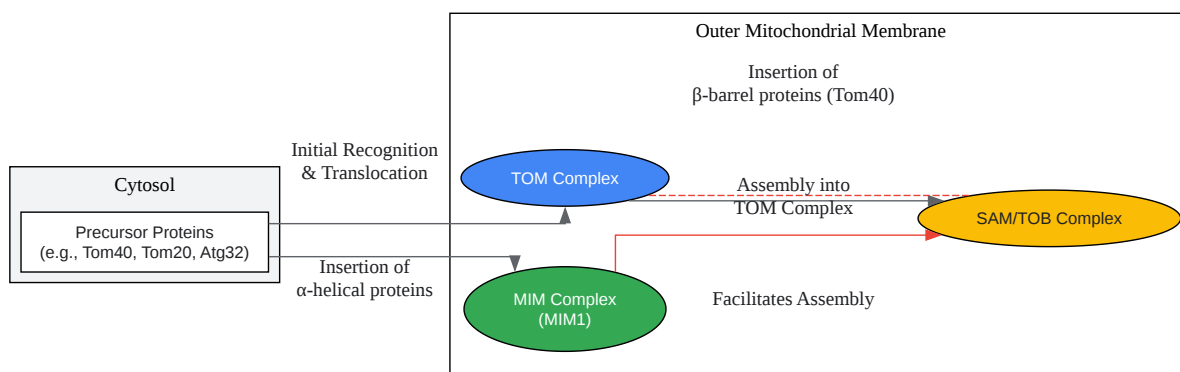 Outer Mitochondrial Membrane
Insertion of
β-barrel proteins (Tom40)
Initial Recognition
& Translocation
Cytosol
Precursor Proteins
(e.g., Tom40, Tom20, Atg32)
TOM Complex
Assembly into
TOM Complex
SAM/TOB Complex
Insertion of
α-helical proteins
MIM Complex
(MIM1)
Facilitates Assembly